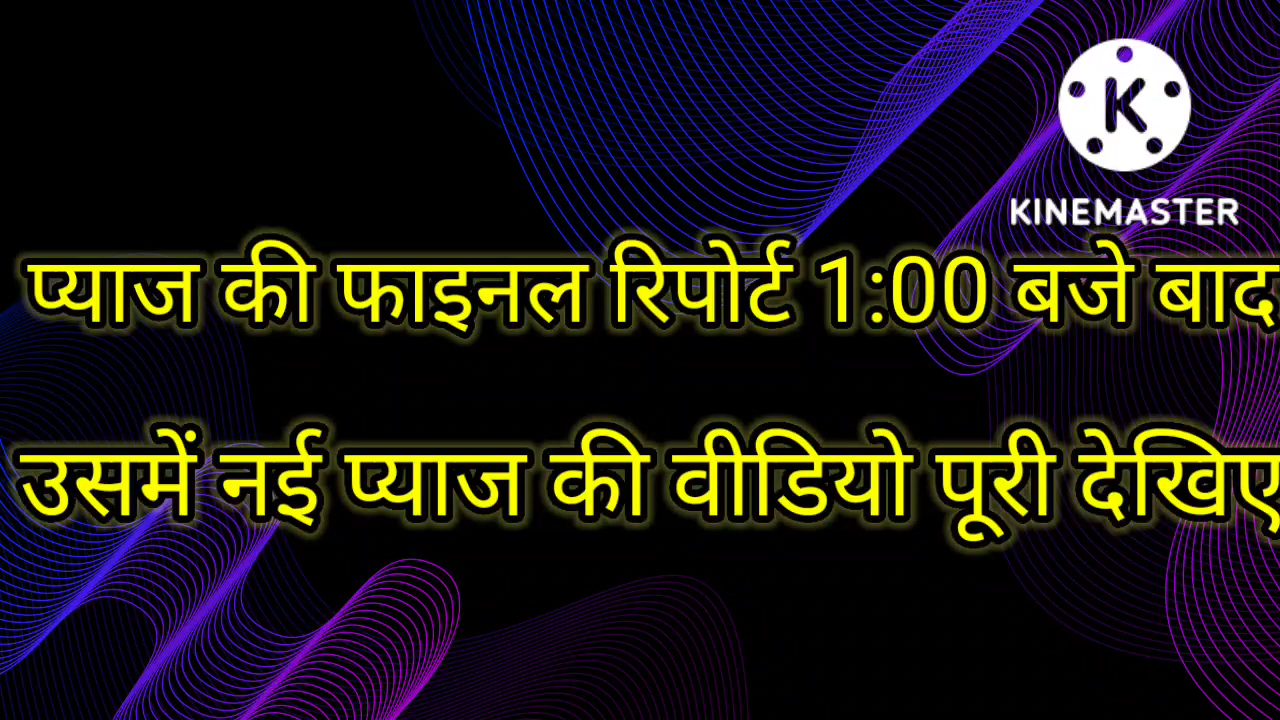 KINEMASTER
प्याज की फाइनल रिपोर्ट 1:00 बजे बाद
उसमें नई प्याज की वीडियो पूरी देखिए